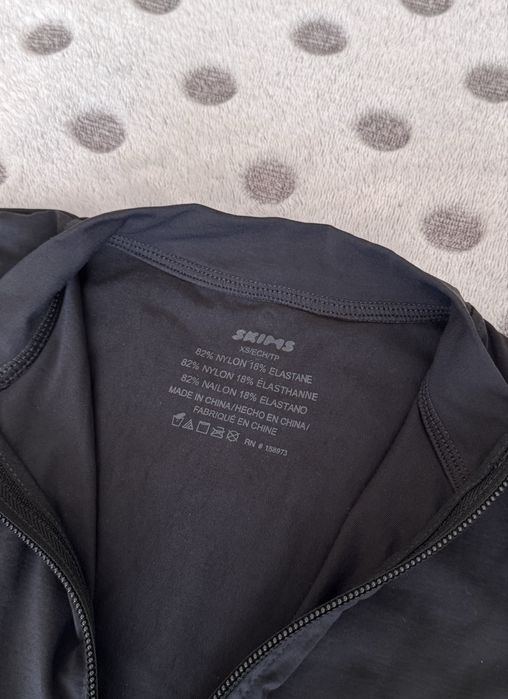 SKIMS
XS/ECH/TP
82% NYLON 18% ELASTANE
82% NYLON 18% ÉLASTHANNE
82% NAILON 18% ELASTANO
MADE IN CHINA/HECHO EN CHINA/
FABRIQUÉ EN CHINE
RN # 158973